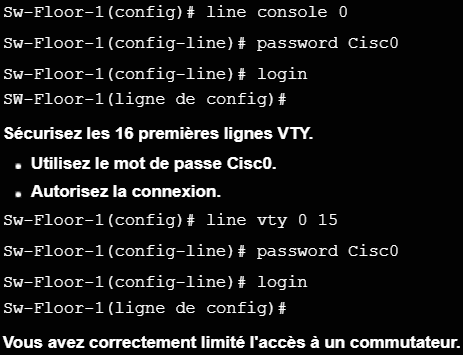 Sw-Floor-1(config)# line console 0
Sw-Floor-1(config-line)# password Cisc0
Sw-Floor-1(config-line)# login
SW-Floor-1(ligne de config)#
Sécurisez les 16 premières lignes VTY.
• Utilisez le mot de passe Cisc0.
• Autorisez la connexion.
Sw-Floor-1(config)# line vty 0 15
Sw-Floor-1(config-line)# password Cisc0
Sw-Floor-1(config-line)# login
Sw-Floor-1(ligne de config)#
Vous avez correctement limité l'accès à un commutateur.